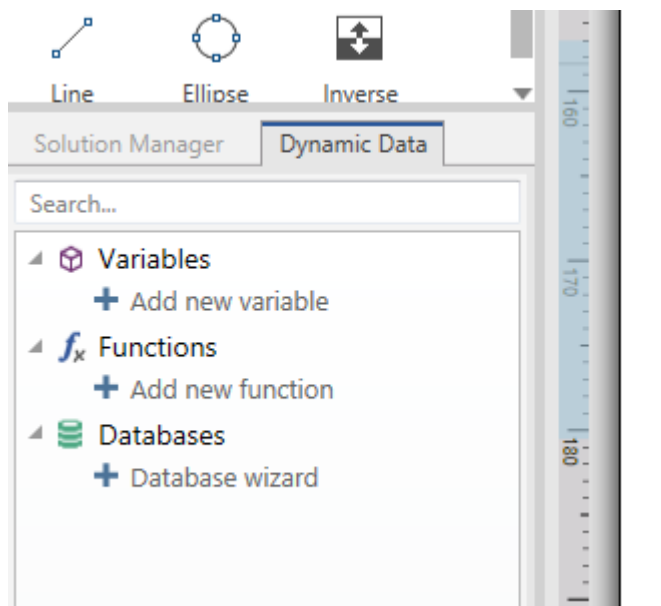 Line Ellipse Inverse
Solution Manager Dynamic Data
Search...
Variables
Add new variable
fx Functions
Add new function
Databases
Database wizard
160
170
180